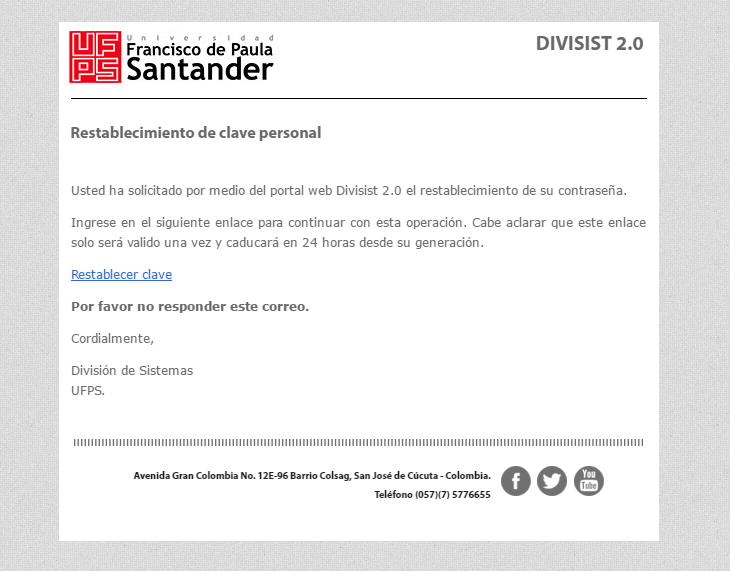 UFPS
Universidad
Francisco de Paula
Santander
DIVISIST 2.0
Restablecimiento de clave personal
Usted ha solicitado por medio del portal web Divisist 2.0 el restablecimiento de su contraseña.
Ingrese en el siguiente enlace para continuar con esta operación. Cabe aclarar que este enlace
solo será valido una vez y caducará en 24 horas desde su generación.
Restablecer clave
Por favor no responder este correo.
Cordialmente,
División de Sistemas
UFPS.
Avenida Gran Colombia No. 12E-96 Barrio Colsag, San José de Cúcuta - Colombia.
Teléfono (057)(7) 5776655
f
You
Tube